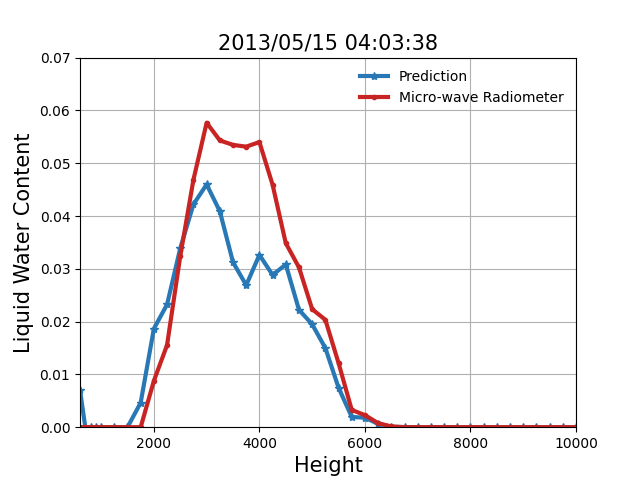 2013/05/15 04:03:38
Prediction
Micro-wave Radiometer
Liquid Water Content
0.07
0.06
0.05
0.04
0.03
0.02
0.01
0.00
2000 4000 6000 8000 10000
Height